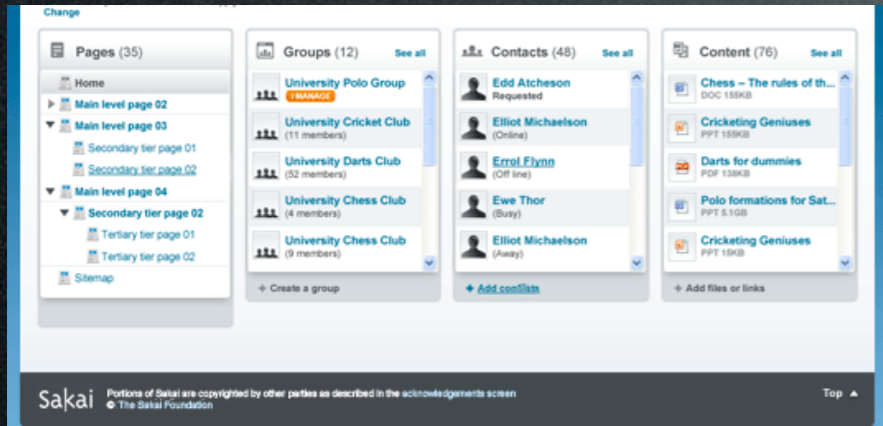 Change
Pages (35)
Home
Main level page 02
Main level page 03
Secondary tier page 01
Secondary tier page 02
Main level page 04
Secondary tier page 02
Tertiary tier page 01
Tertiary tier page 02
Sitemap
Groups (12) See all
University Polo Group
I MANAGE
University Cricket Club
(11 members)
University Darts Club
(52 members)
University Chess Club
(4 members)
University Chess Club
(9 members)
+ Create a group
Contacts (48) See all
Edd Atcheson
Requested
Elliot Michaelson
(Online)
Errol Flynn
(Off line)
Ewe Thor
(Busy)
Elliot Michaelson
(Away)
+ Add
Content (76) See all
Chess – The rules of th...
DOC 155KB
Cricketing Geniuses
PPT 155KB
Darts for dummies
PDF 138KB
Polo formations for Sat...
PPT 5.1GB
Cricketing Geniuses
PPT 15KB
+ Add files or links
Sakai
Portions of Sakai are copyrighted by other parties as described in the acknowledgements screen
© The Sakai Foundation
Top